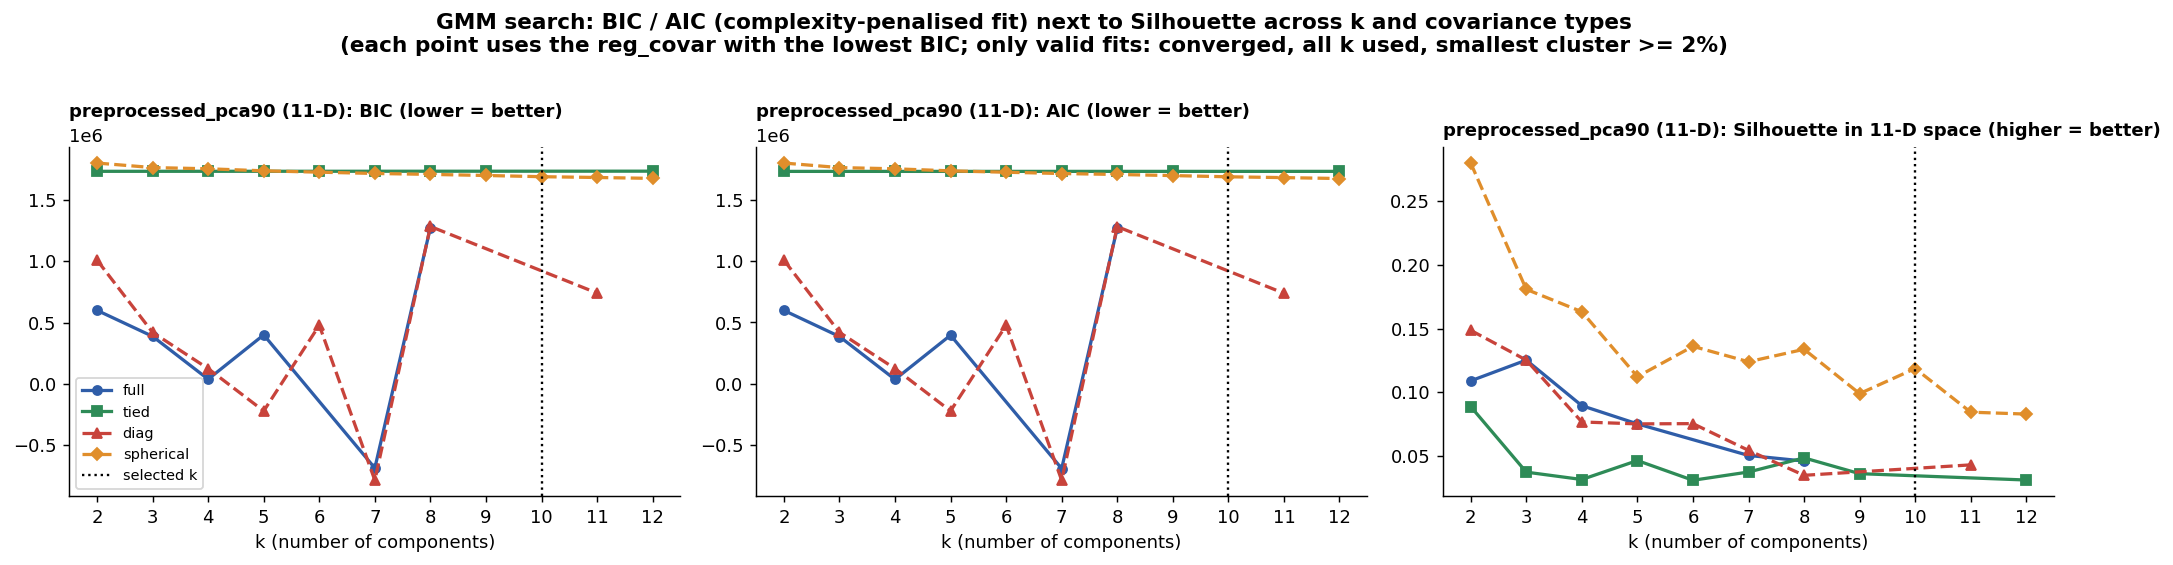 GMM search: BIC / AIC (complexity-penalised fit) next to Silhouette across k and covariance types
(each point uses the reg_covar with the lowest BIC; only valid fits: converged, all k used, smallest cluster >= 2%)
preprocessed_pca90 (11-D): BIC (lower = better)
1e6
1.5
1.0
0.5
0.0
−0.5
full
tied
diag
spherical
selected k
2 3 4 5 6 7 8 9 10 11 12
k (number of components)
preprocessed_pca90 (11-D): AIC (lower = better)
1e6
1.5
1.0
0.5
0.0
−0.5
2 3 4 5 6 7 8 9 10 11 12
k (number of components)
preprocessed_pca90 (11-D): Silhouette in 11-D space (higher = better)
0.25
0.20
0.15
0.10
0.05
2 3 4 5 6 7 8 9 10 11 12
k (number of components)